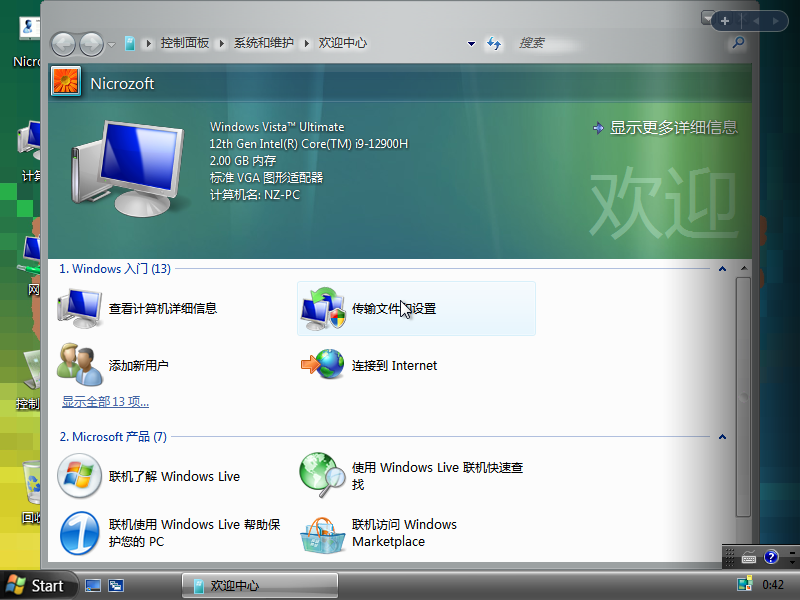 Nicro
控制面板
系统和维护
欢迎中心
搜索
Nicrozoft
Windows Vista™ Ultimate
12th Gen Intel(R) Core(TM) i9-12900H
2.00 GB 内存
标准 VGA 图形适配器
计算机名: NZ-PC
显示更多详细信息
欢迎
计算
网
控制
回收
1. Windows 入门 (13)
查看计算机详细信息
传输文件 设置
添加新用户
连接到 Internet
显示全部 13 项...
2. Microsoft 产品 (7)
联机了解 Windows Live
使用 Windows Live 联机快速查
找
联机使用 Windows Live 帮助保
护您的 PC
联机访问 Windows
Marketplace
Start
欢迎中心
0:42